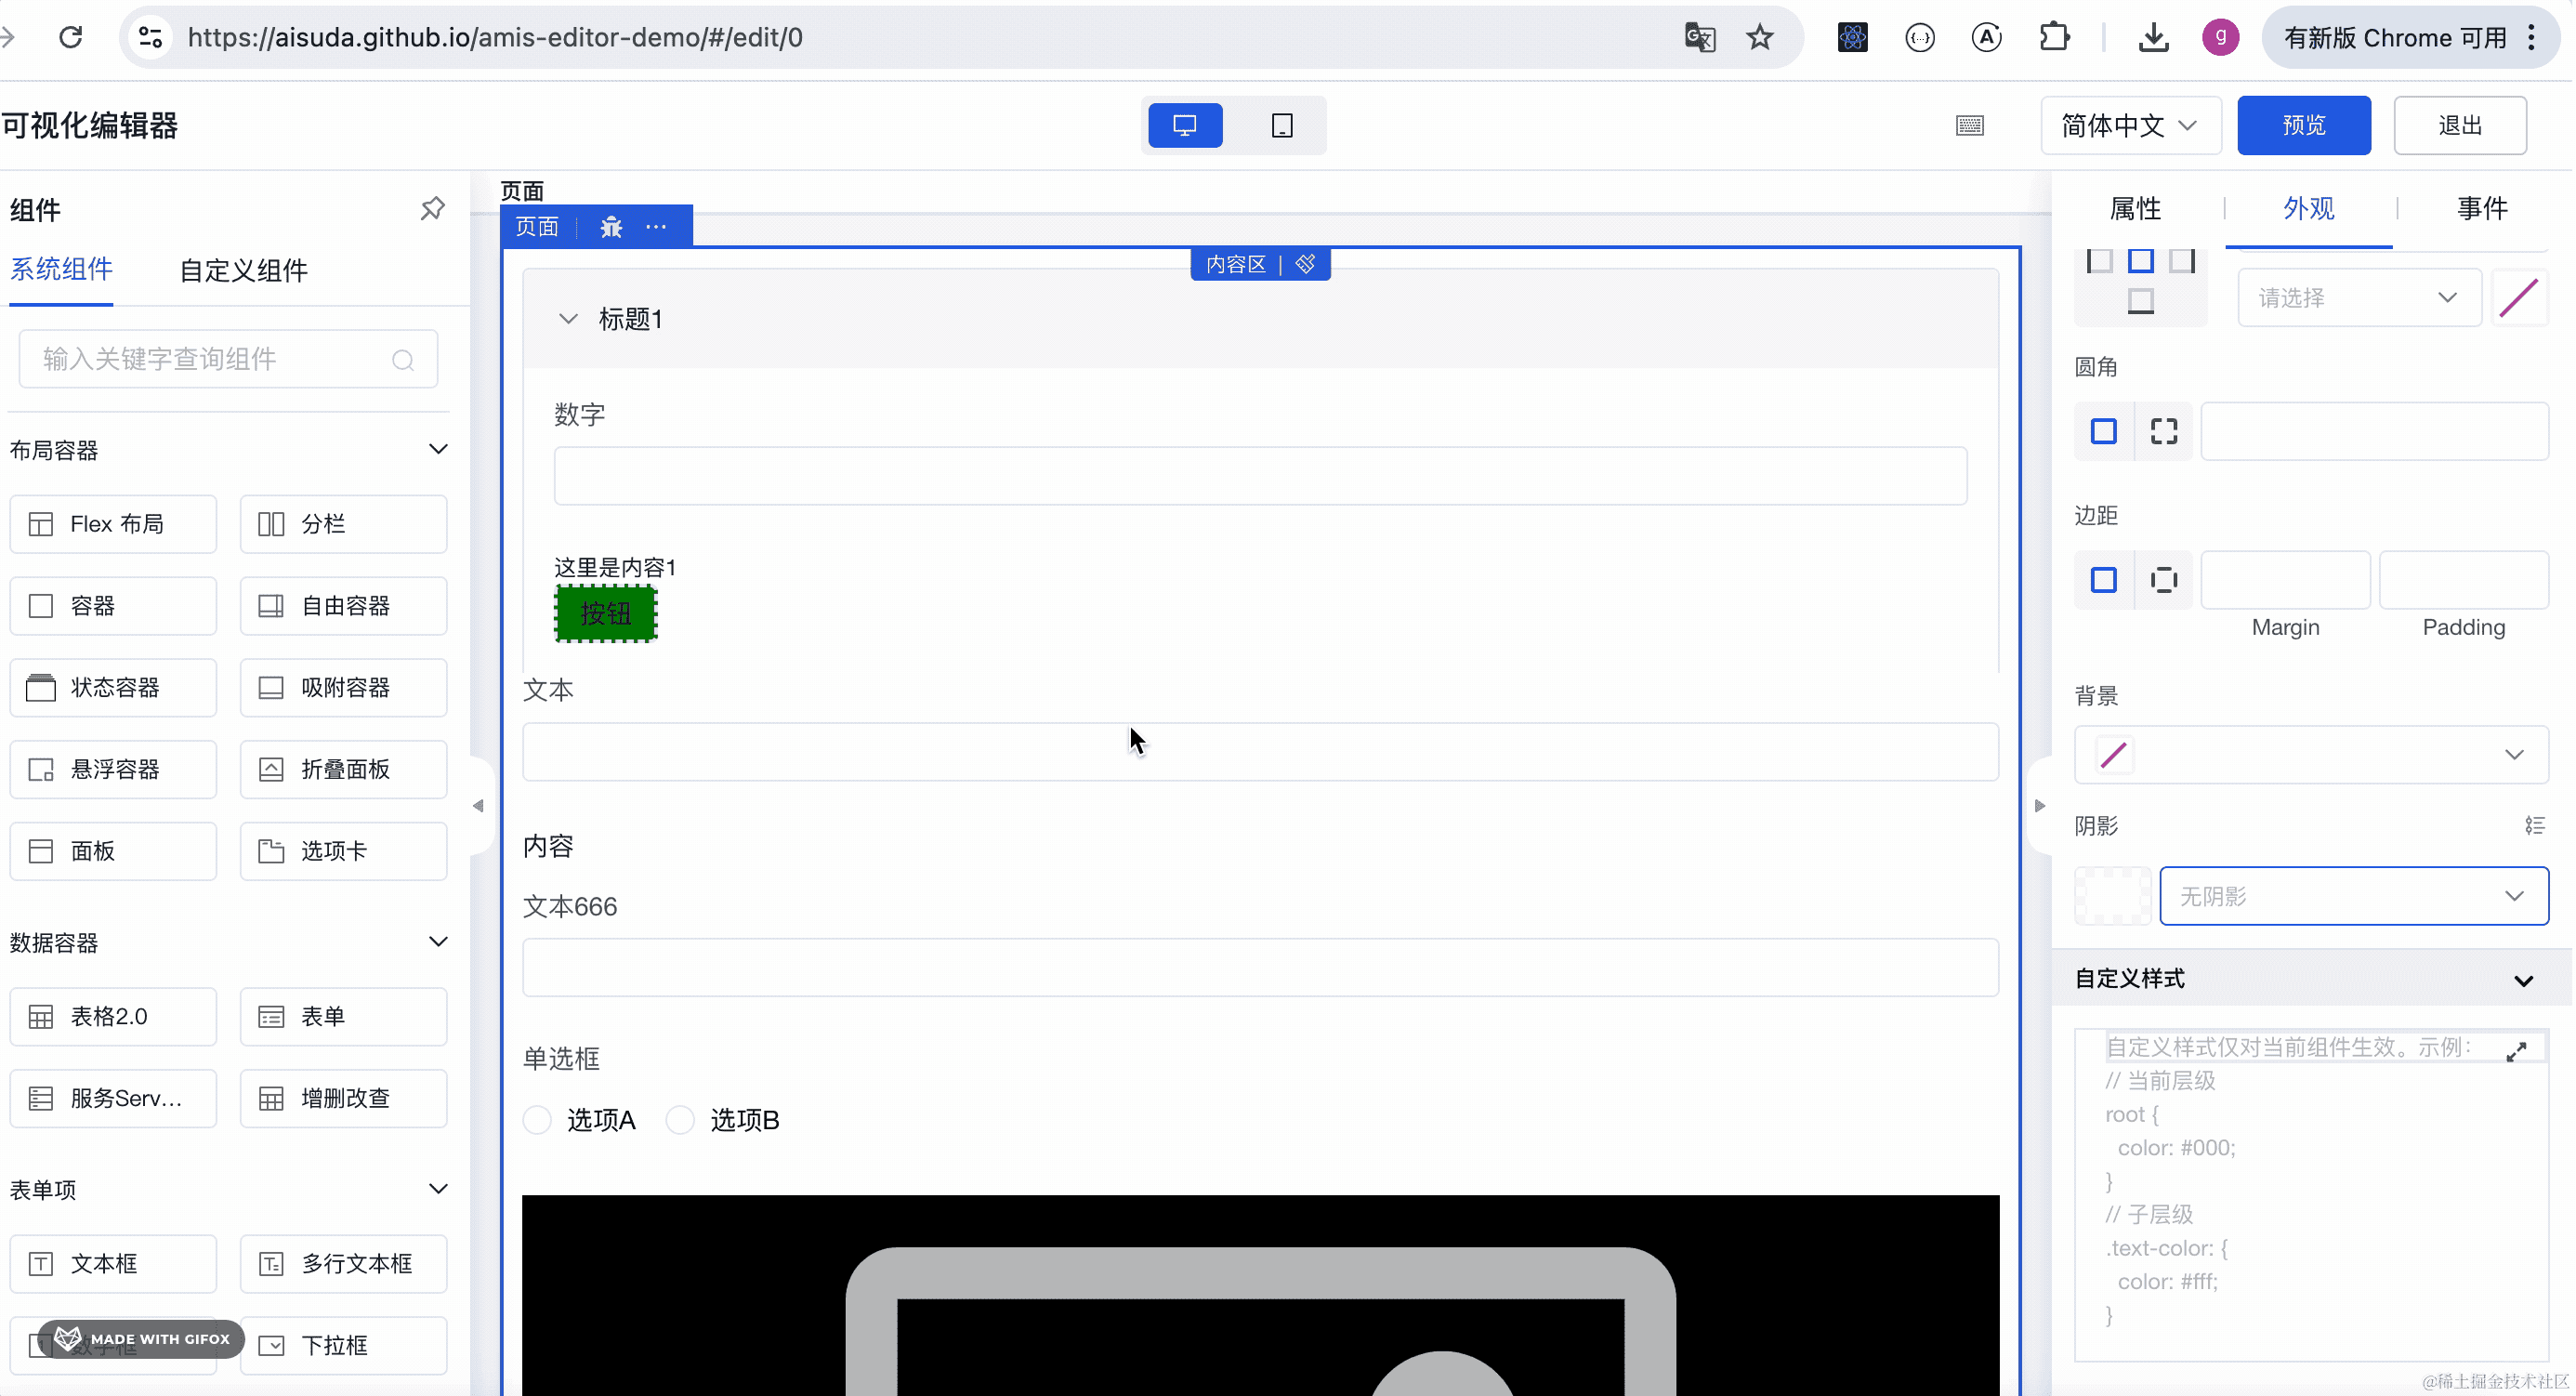 https://aisuda.github.io/amis-editor-demo/#/edit/0
g
有新版 Chrome 可用
可视化编辑器
简体中文
预览
退出
组件
系统组件
自定义组件
输入关键字查询组件
布局容器
Flex 布局
分栏
容器
自由容器
状态容器
吸附容器
悬浮容器
折叠面板
面板
选项卡
数据容器
表格2.0
表单
服务Serv...
增删改查
表单项
文本框
多行文本框
MADE WITH GIFOX
下拉框
页面
页面
内容区
标题1
数字
这里是内容1
按钮
文本
内容
文本666
单选框
选项A
选项B
属性
外观
事件
请选择
圆角
边距
Margin
Padding
背景
阴影
无阴影
自定义样式
自定义样式仅对当前组件生效。示例：
// 当前层级
root {
color: #000;
}
// 子层级
.text-color: {
color: #fff;
}
@稀土掘金技术社区